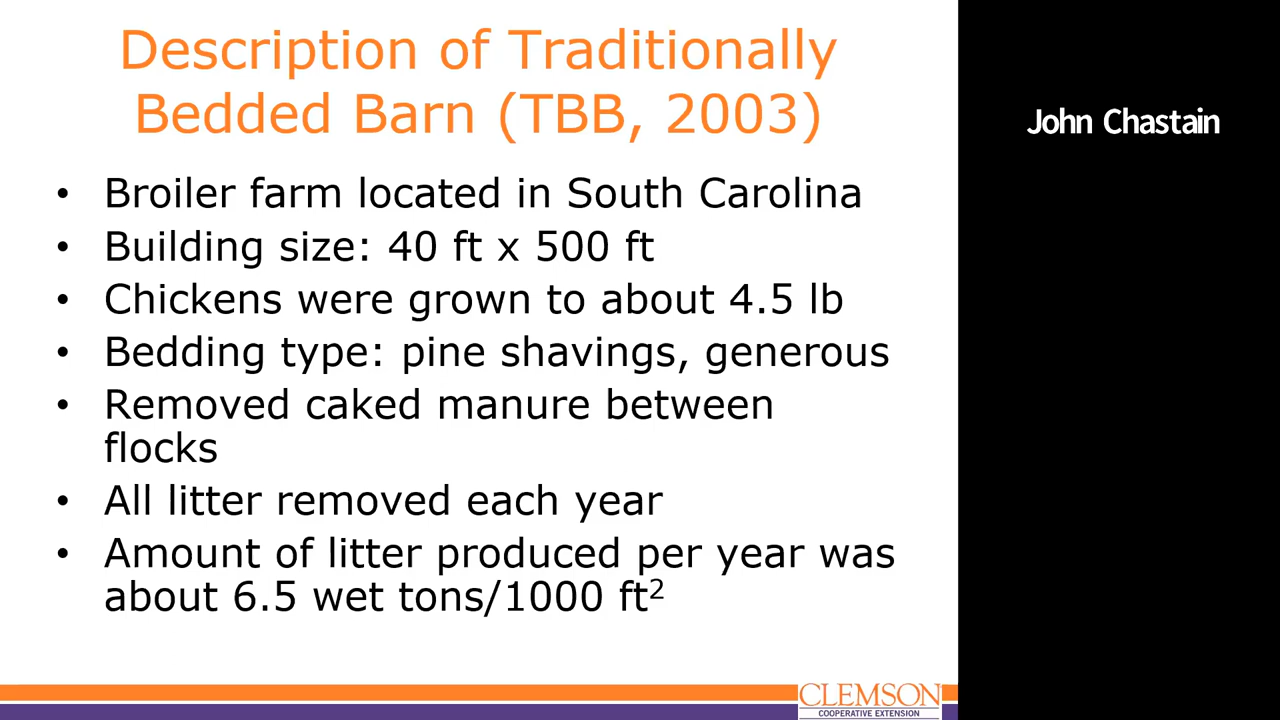 Description of Traditionally
Bedded Barn (TBB, 2003)
• Broiler farm located in South Carolina
• Building size: 40 ft x 500 ft
• Chickens were grown to about 4.5 lb
• Bedding type: pine shavings, generous
• Removed caked manure between
flocks
• All litter removed each year
• Amount of litter produced per year was
about 6.5 wet tons/1000 ft²
CLEMSON
COOPERATIVE EXTENSION
John Chastain